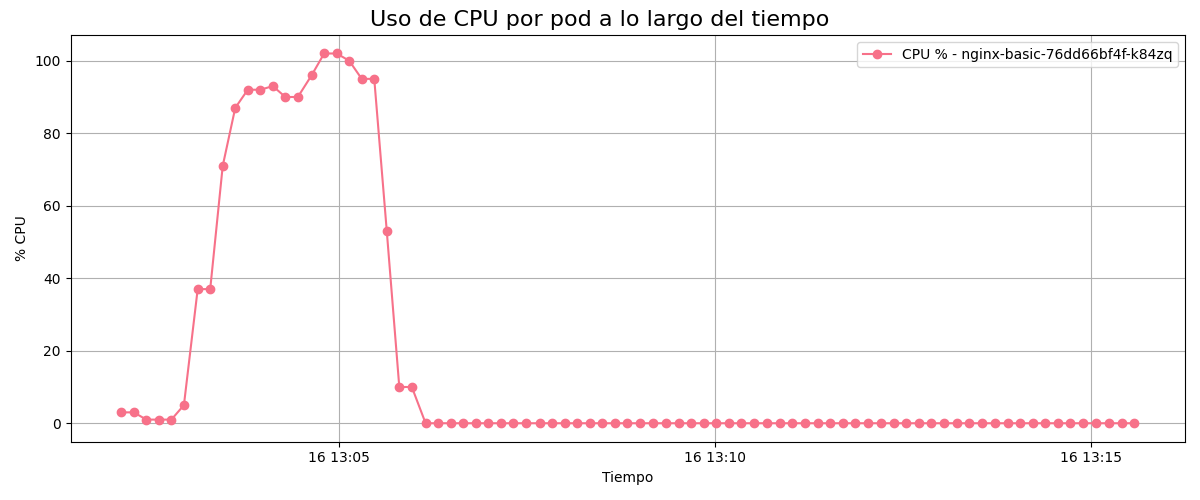 Uso de CPU por pod a lo largo del tiempo
CPU % - nginx-basic-76dd66bf4f-k84zq
100
80
60
40
20
0
% CPU
16 13:05
16 13:10
16 13:15
Tiempo